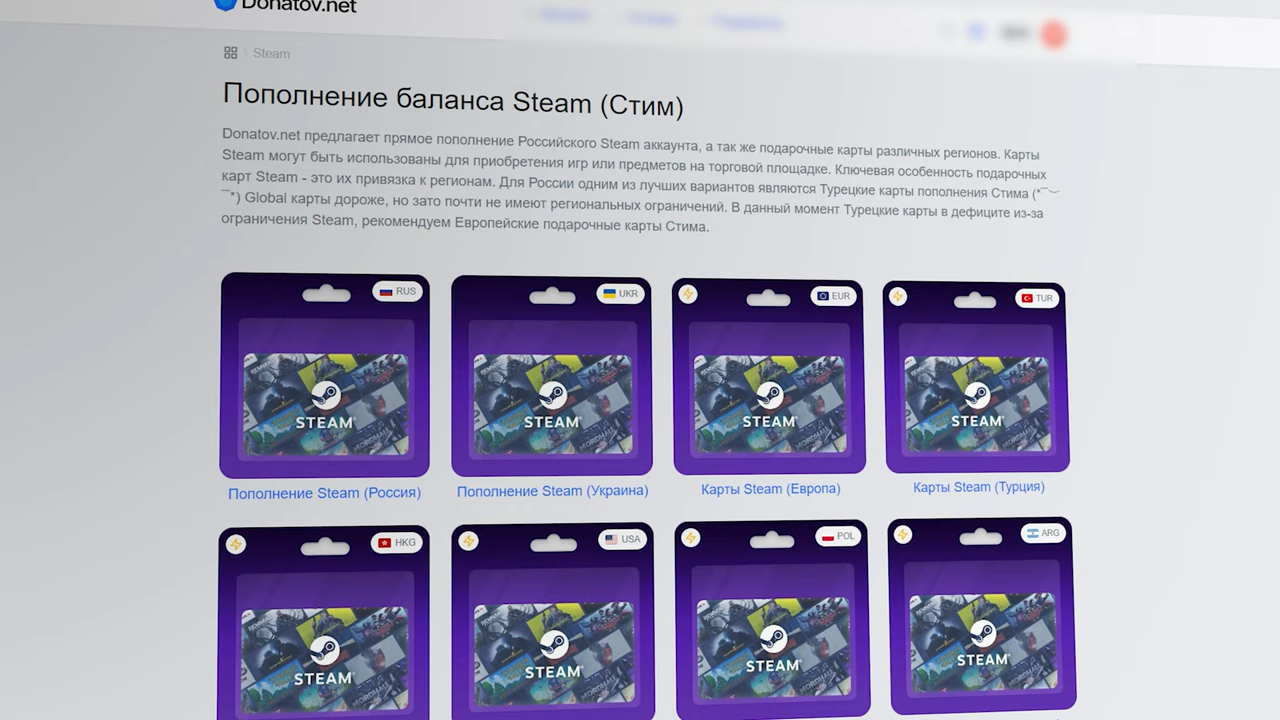 Donatov.net
Steam
Пополнение баланса Steam (Стим)
Donatov.net предлагает прямое пополнение Российского Steam аккаунта, а так же подарочные карты различных регионов. Карты
Steam могут быть использованы для приобретения игр или предметов на торговой площадке. Ключевая особенность подарочных
карт Steam - это их привязка к регионам. Для России одним из лучших вариантов являются Турецкие карты пополнения Стима (*¯︶
¯*) Global карты дороже, но зато почти не имеют региональных ограничений. В данный момент Турецкие карты в дефиците из-за
ограничения Steam, рекомендуем Европейские подарочные карты Стима.
RUS UKR EUR TUR
STEAM STEAM STEAM STEAM
Пополнение Steam (Россия) Пополнение Steam (Украина) Карты Steam (Европа) Карты Steam (Турция)
HKG USA POL ARG
STEAM STEAM STEAM STEAM